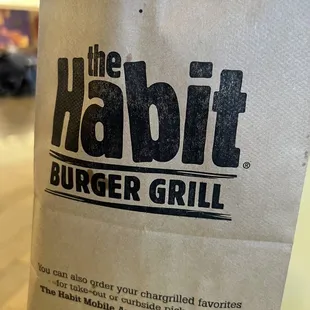 the
Habit®
BURGER GRILL
You can also order your chargrilled favorites
for take-out or curbside
The Habit Mobile